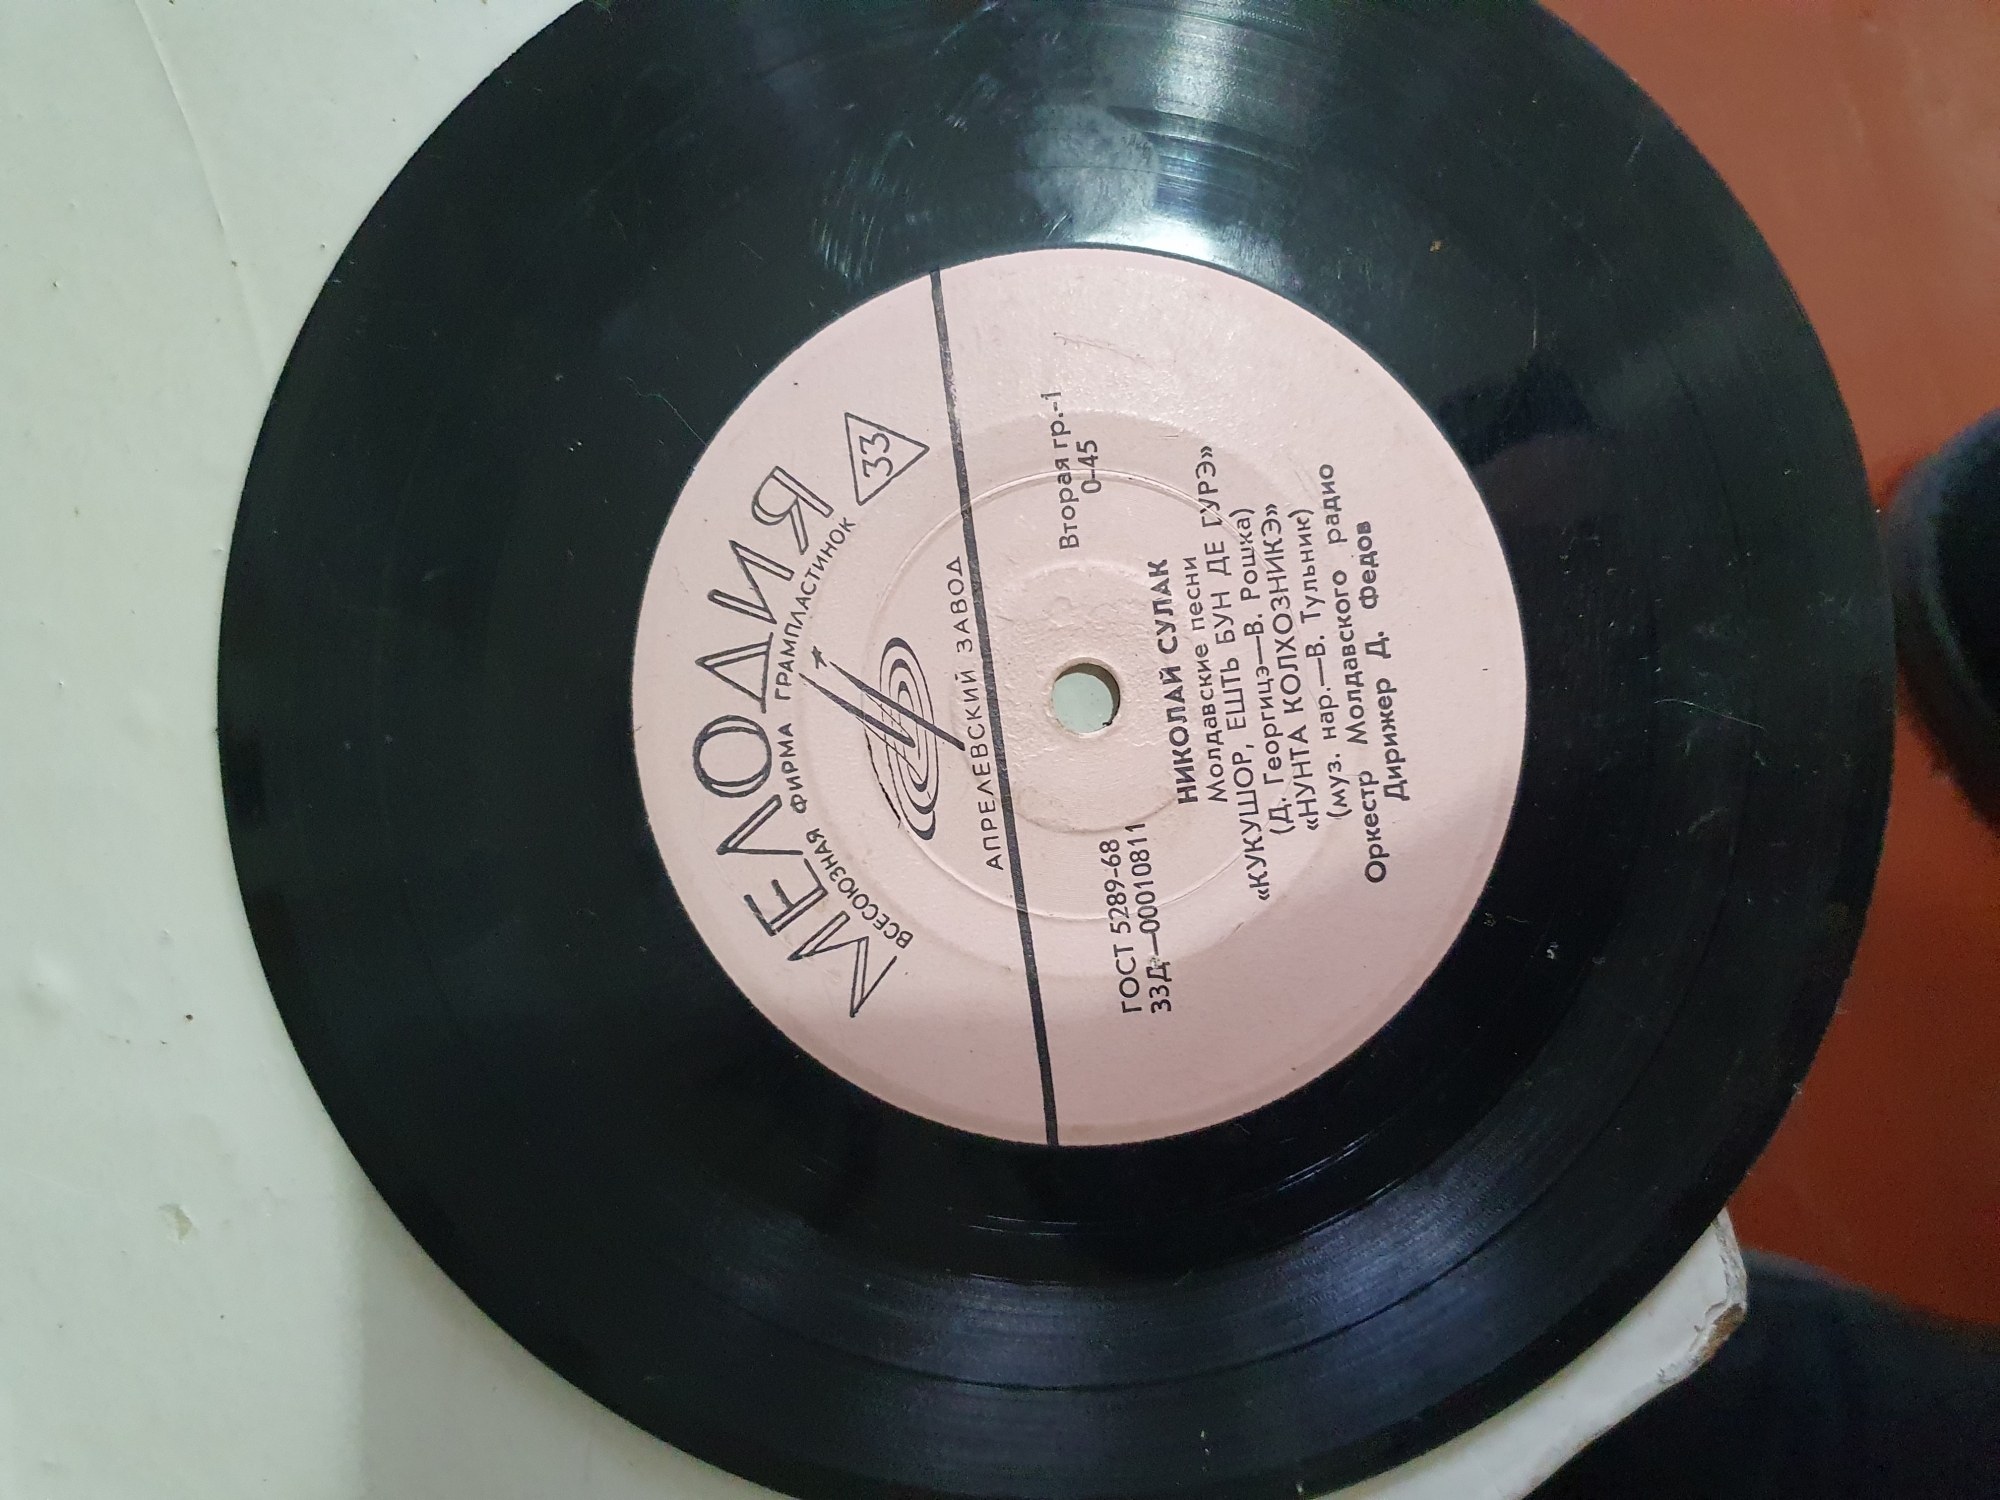 МЕЛОДИЯ
ВСЕСОЮЗНАЯ ФИРМА ГРАМПЛАСТИНОК
33
АПРЕЛЕВСКИЙ ЗАВОД
ГОСТ 5289-68
33Д—00010811
Вторая гр.-1
0-45
НИКОЛАЙ СУЛАК
Молдавские песни
«КУКУШОР, ЕШТЬ БУН ДЕ ГУРЭ»
(Д. Георгицэ—В. Рошка)
«НУНТА КОЛХОЗНИКЭ»
(муз. нар.—В. Тульник)
Оркестр Молдавского радио
Дирижер Д. Федов